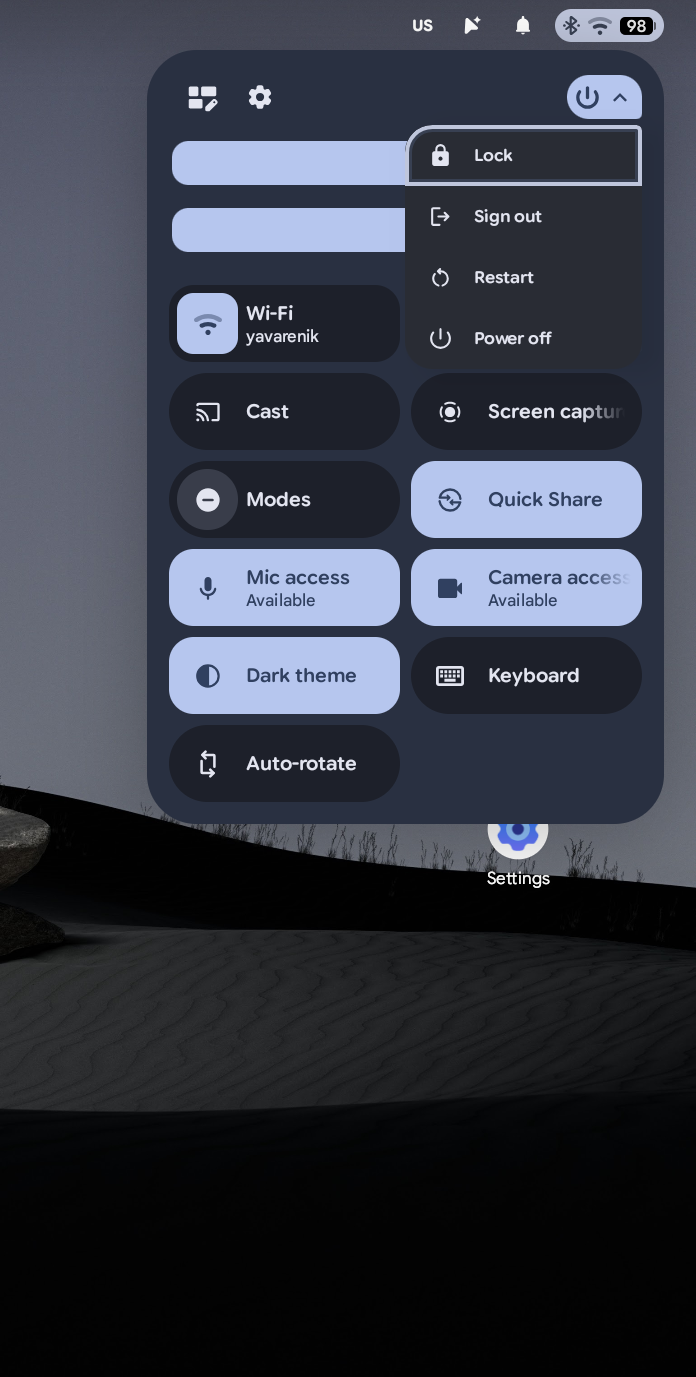 US
98
Lock
Sign out
Restart
Power off
Wi-Fi
yavarenik
Cast
Screen captur
Modes
Quick Share
Mic access
Available
Camera access
Available
Dark theme
Keyboard
Auto-rotate
Settings